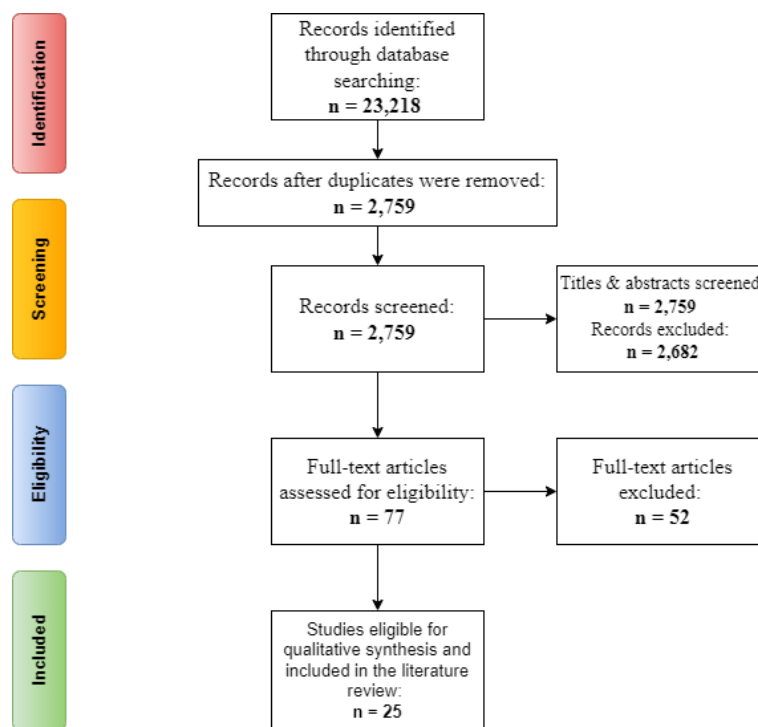 Identification
Records identified
through database
searching:
n = 23,218
Records after duplicates were removed:
n = 2,759
Screening
Records screened:
n = 2,759
Titles & abstracts screened
n = 2,759
Records excluded:
n = 2,682
Eligibility
Full-text articles
assessed for eligibility:
n = 77
Full-text articles
excluded:
n = 52
Included
Studies eligible for
qualitative synthesis and
included in the literature
review:
n = 25